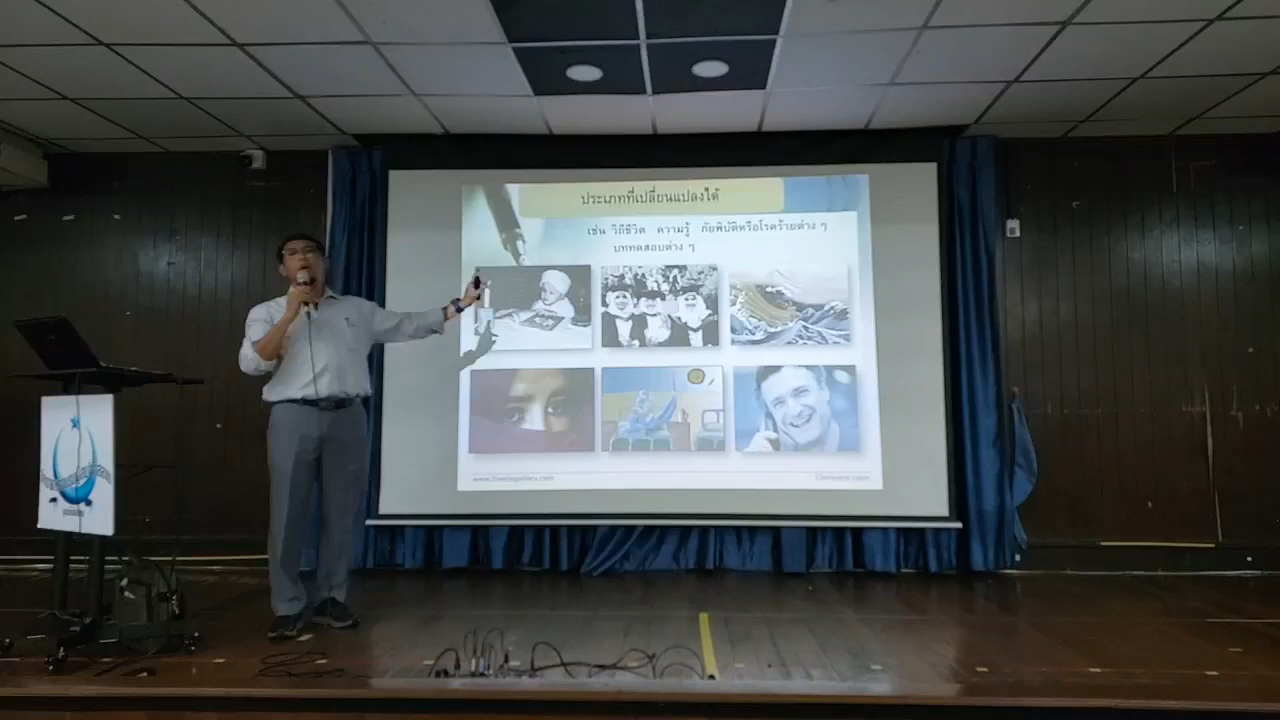 ประเภทที่เปลี่ยนแปลงได้
เช่น วิถีชีวิต ความรู้ ภัยพิบัติหรือโรคร้ายต่าง ๆ
บททดสอบต่าง ๆ